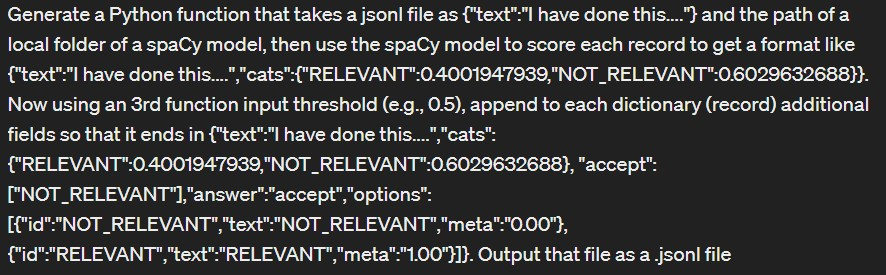 Generate a Python function that takes a jsonl file as {"text":"I have done this...."} and the path of a
local folder of a spaCy model, then use the spaCy model to score each record to get a format like
{"text":"I have done this....","cats":{"RELEVANT":0.4001947939,"NOT_RELEVANT":0.6029632688}}.
Now using an 3rd function input threshold (e.g., 0.5), append to each dictionary (record) additional
fields so that it ends in {"text":"I have done this....","cats":
{"RELEVANT":0.4001947939,"NOT_RELEVANT":0.6029632688}, "accept":
["NOT_RELEVANT"],"answer":"accept","options":
[{"id":"NOT_RELEVANT","text":"NOT_RELEVANT","meta":"0.00"},
{"id":"RELEVANT","text":"RELEVANT","meta":"1.00"}]}. Output that file as a .jsonl file